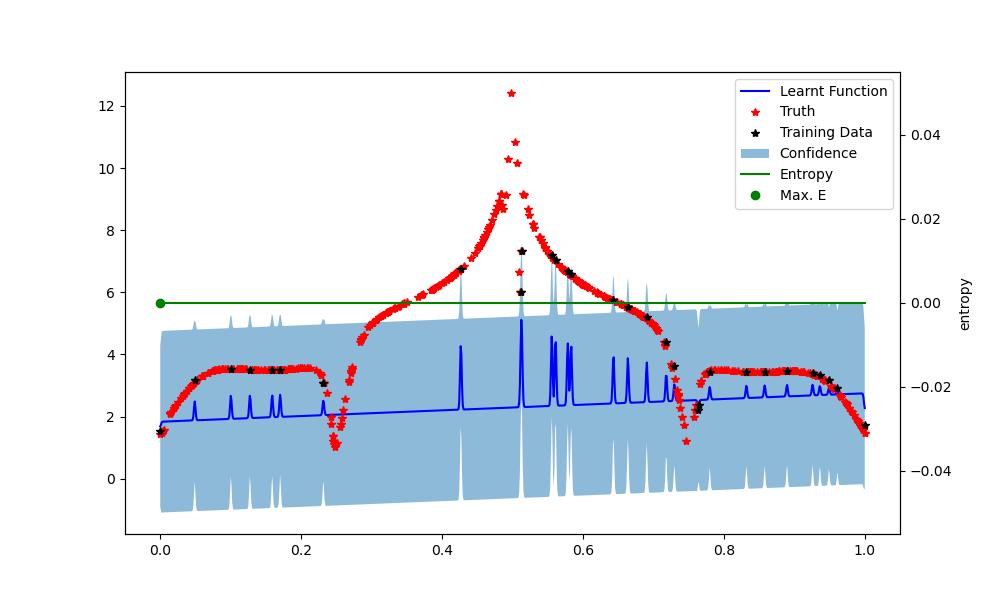 Learnt Function
Truth
Training Data
Confidence
Entropy
Max. E
12
10
8
6
4
2
0
0.04
0.02
0.00
−0.02
−0.04
entropy
0.0
0.2
0.4
0.6
0.8
1.0